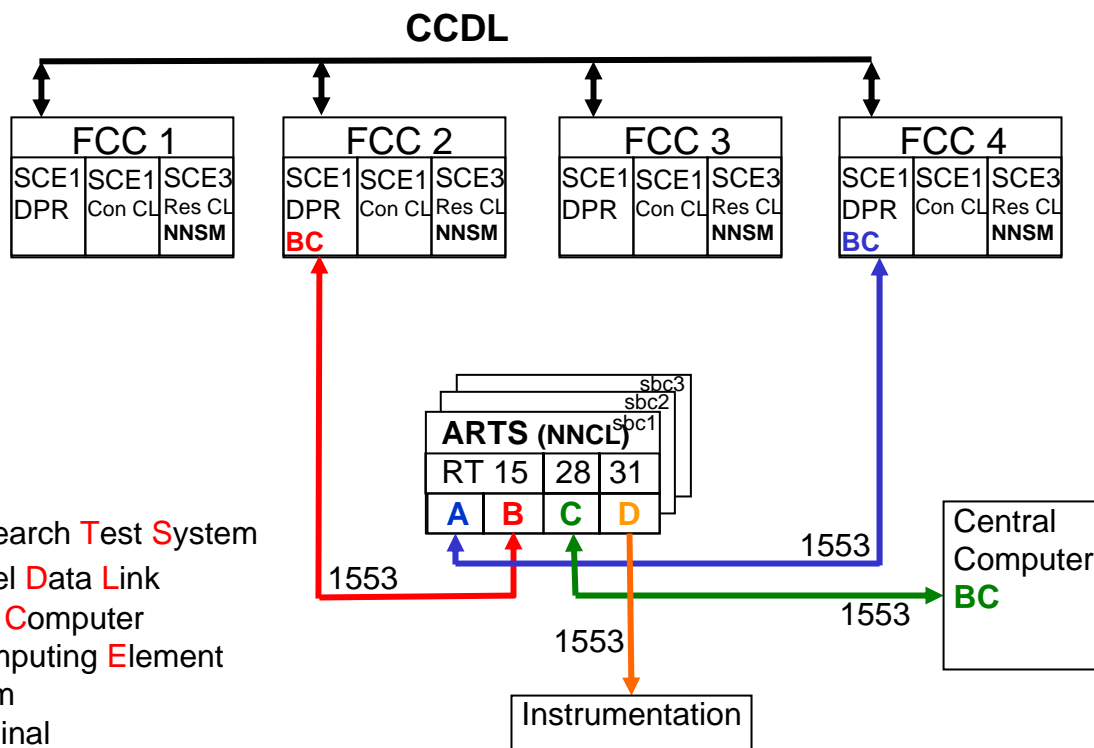 CCDL
FCC 1
SCE1 SCE1 SCE3
DPR Con CL Res CL
NNSM
FCC 2
SCE1 SCE1 SCE3
DPR Con CL Res CL
BC NNSM
FCC 3
SCE1 SCE1 SCE3
DPR Con CL Res CL
NNSM
FCC 4
SCE1 SCE1 SCE3
DPR Con CL Res CL
BC NNSM
sbc3
sbc2
sbc1
ARTS (NNCL)
RT 15 28 31
A B C D
1553
1553
1553
1553
Central
Computer
BC
Instrumentation
earch Test System
el Data Link
Computer
mputing Element
m
inal